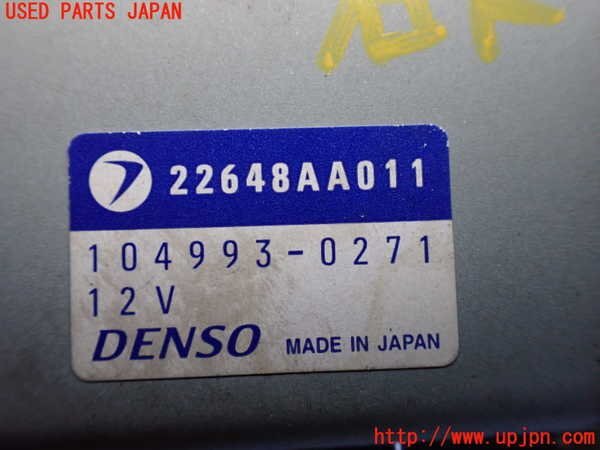 USED PARTS JAPAN
22648AA011
104993-0271
12V
DENSO MADE IN JAPAN
http://www.upjpn.com/